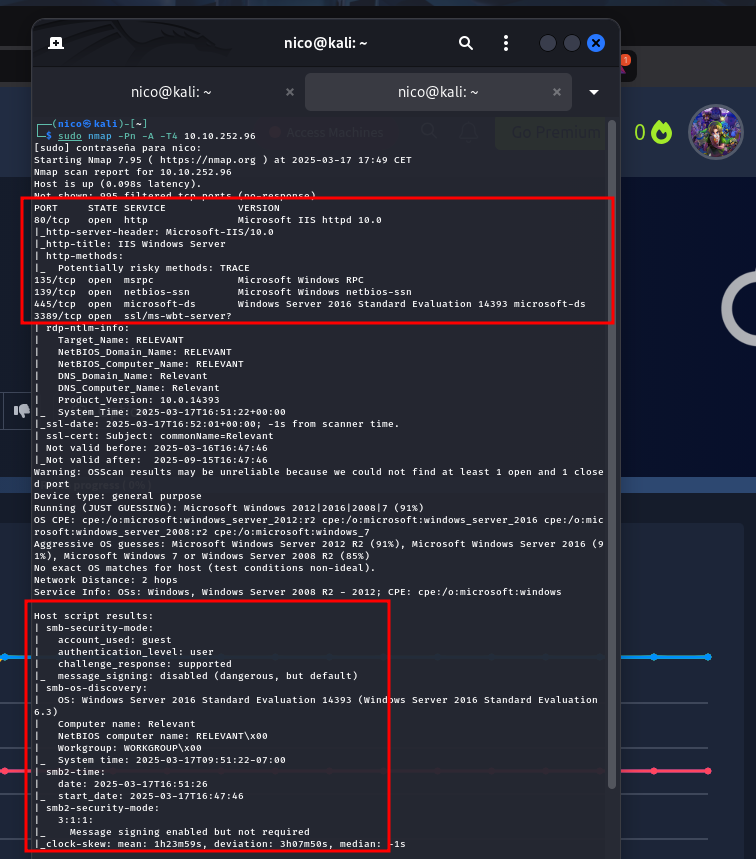 nico@kali: ~
nico@kali: ~
nico@kali: ~
Access Machines
Go Premium
0
1
┌──(nico㉿kali)-[~]
└─$ sudo nmap -Pn -A -T4 10.10.252.96
[sudo] contraseña para nico:
Starting Nmap 7.95 ( https://nmap.org ) at 2025-03-17 17:49 CET
Nmap scan report for 10.10.252.96
Host is up (0.098s latency).
Not shown: 995 filtered tcp ports (no-response)
PORT     STATE SERVICE            VERSION
80/tcp   open  http               Microsoft IIS httpd 10.0
|_http-server-header: Microsoft-IIS/10.0
|_http-title: IIS Windows Server
| http-methods:
|_  Potentially risky methods: TRACE
135/tcp  open  msrpc              Microsoft Windows RPC
139/tcp  open  netbios-ssn        Microsoft Windows netbios-ssn
445/tcp  open  microsoft-ds       Windows Server 2016 Standard Evaluation 14393 microsoft-ds
3389/tcp open  ssl/ms-wbt-server?
| rdp-ntlm-info:
|   Target_Name: RELEVANT
|   NetBIOS_Domain_Name: RELEVANT
|   NetBIOS_Computer_Name: RELEVANT
|   DNS_Domain_Name: Relevant
|   DNS_Computer_Name: Relevant
|   Product_Version: 10.0.14393
|_  System_Time: 2025-03-17T16:51:22+00:00
|_ssl-date: 2025-03-17T16:52:01+00:00; -1s from scanner time.
| ssl-cert: Subject: commonName=Relevant
| Not valid before: 2025-03-16T16:47:46
|_Not valid after:  2025-09-15T16:47:46
Warning: OSScan results may be unreliable because we could not find at least 1 open and 1 close
d port
Device type: general purpose
Running (JUST GUESSING): Microsoft Windows 2012|2016|2008|7 (91%)
OS CPE: cpe:/o:microsoft:windows_server_2012:r2 cpe:/o:microsoft:windows_server_2016 cpe:/o:mic
rosoft:windows_server_2008:r2 cpe:/o:microsoft:windows_7
Aggressive OS guesses: Microsoft Windows Server 2012 R2 (91%), Microsoft Windows Server 2016 (9
1%), Microsoft Windows 7 or Windows Server 2008 R2 (85%)
No exact OS matches for host (test conditions non-ideal).
Network Distance: 2 hops
Service Info: OSs: Windows, Windows Server 2008 R2 - 2012; CPE: cpe:/o:microsoft:windows
Host script results:
| smb-security-mode:
|   account_used: guest
|   authentication_level: user
|   challenge_response: supported
|_  message_signing: disabled (dangerous, but default)
| smb-os-discovery:
|   OS: Windows Server 2016 Standard Evaluation 14393 (Windows Server 2016 Standard Evaluation
6.3)
|   Computer name: Relevant
|   NetBIOS computer name: RELEVANT\x00
|   Workgroup: WORKGROUP\x00
|_  System time: 2025-03-17T09:51:22-07:00
| smb2-time:
|   date: 2025-03-17T16:51:26
|_  start_date: 2025-03-17T16:47:46
| smb2-security-mode:
|   3:1:1:
|_    Message signing enabled but not required
|_clock-skew: mean: 1h23m59s, deviation: 3h07m50s, median: -1s